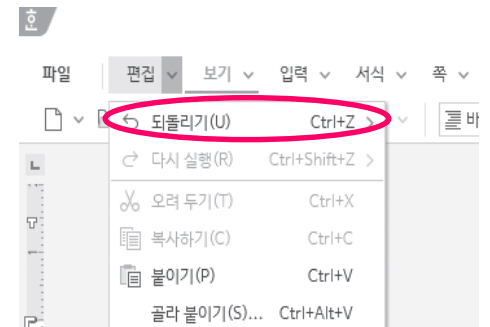 호
파일 편집 보기 입력 서식 쪽
되돌리기(U) Ctrl+Z
다시 실행(R) Ctrl+Shift+Z
오려 두기(T) Ctrl+X
복사하기(C) Ctrl+C
붙이기(P) Ctrl+V
골라 붙이기(S)... Ctrl+Alt+V